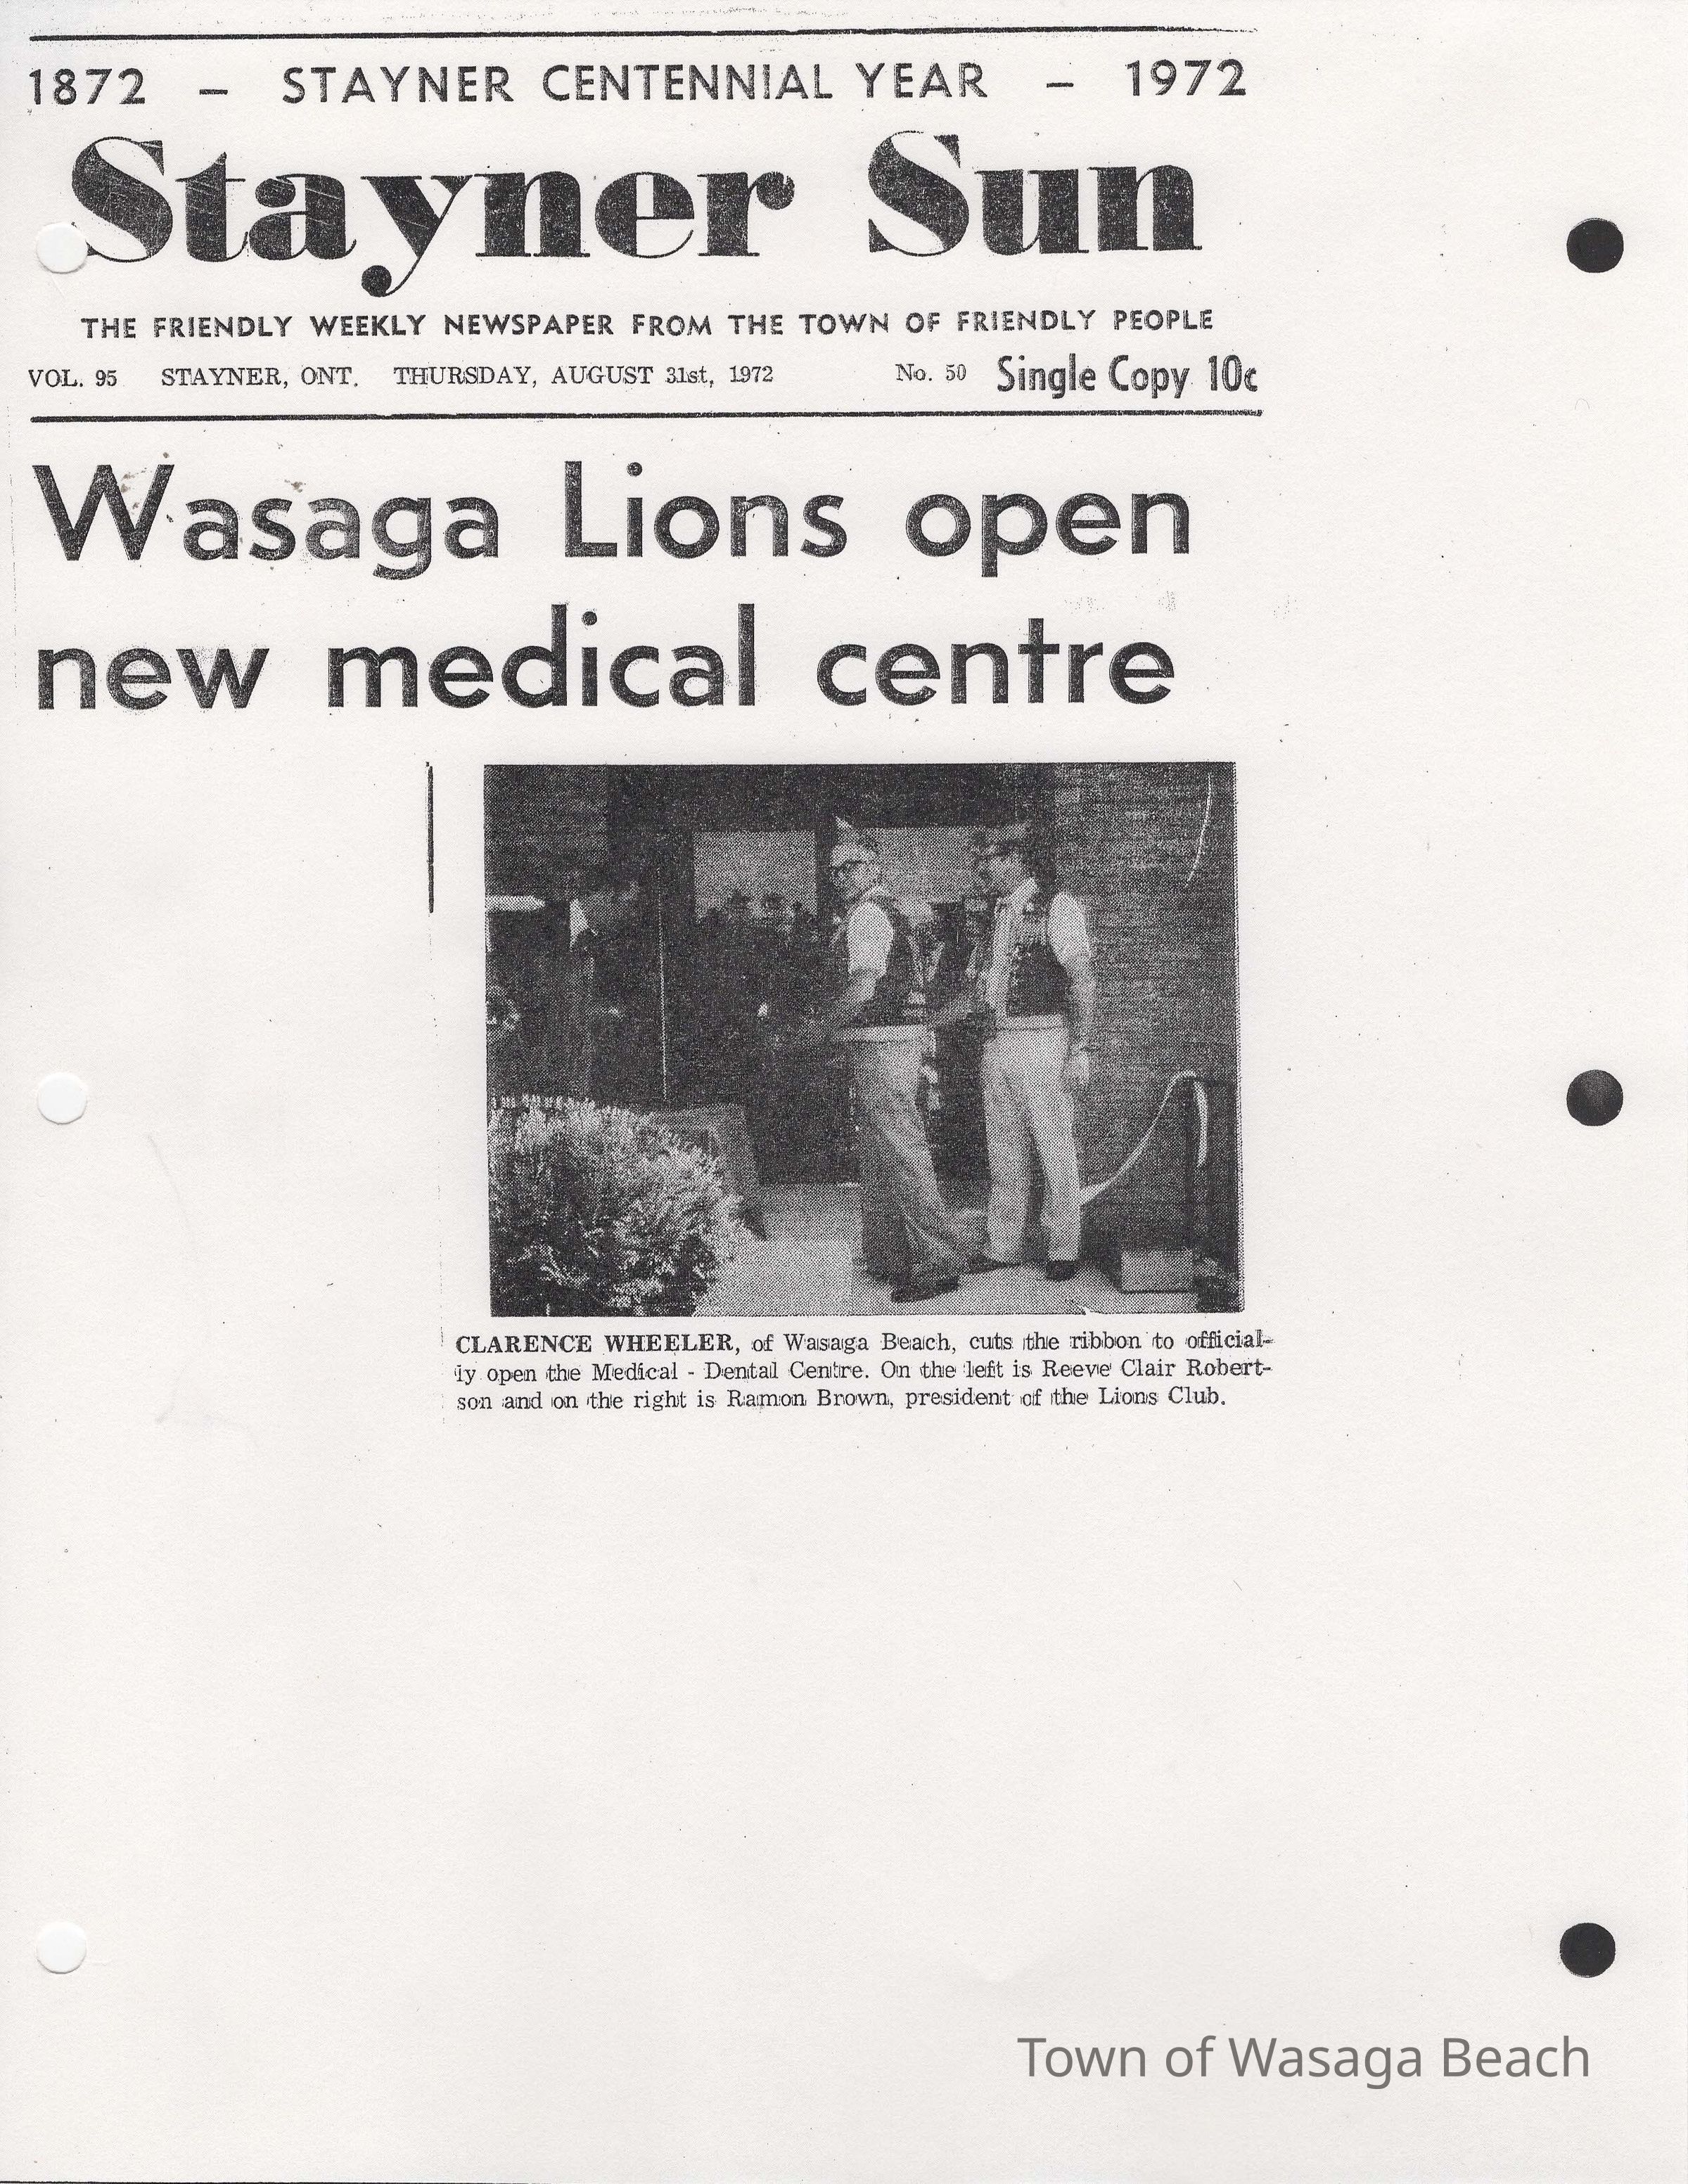 1872 – STAYNER CENTENNIAL YEAR – 1972
Stayner Sun
THE FRIENDLY WEEKLY NEWSPAPER FROM THE TOWN OF FRIENDLY PEOPLE
VOL. 95 STAYNER, ONT. THURSDAY, AUGUST 31st, 1972 No. 50 Single Copy 10c
Wasaga Lions open
new medical centre
CLARENCE WHEELER, of Wasaga Beach, cuts the ribbon to official-
ly open the Medical - Dental Centre. On the left is Reeve Clair Robert-
son and on the right is Ramon Brown, president of the Lions Club.
Town of Wasaga Beach